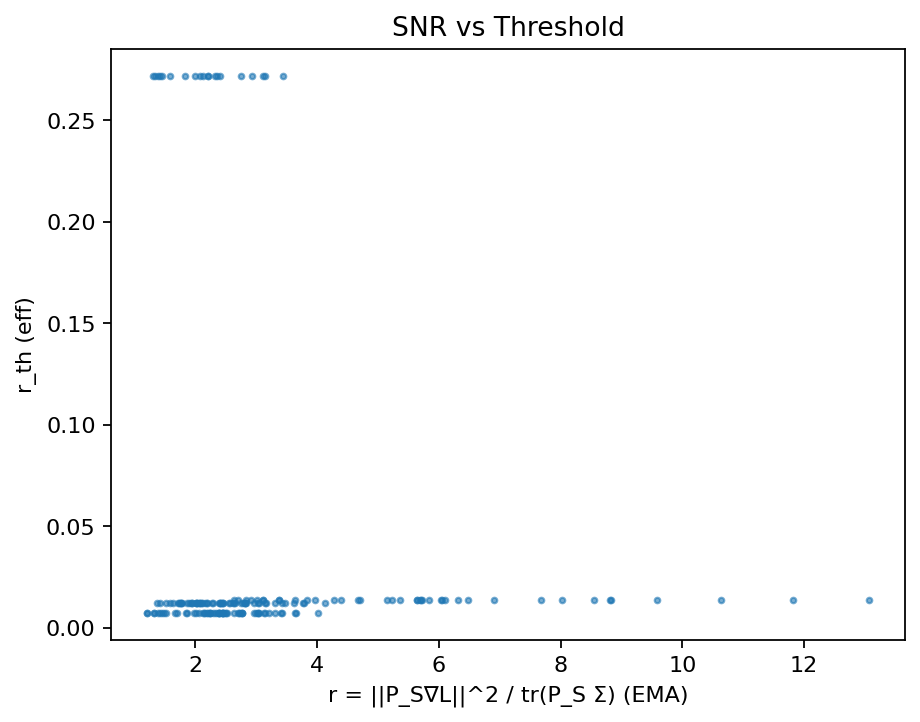 SNR vs Threshold
0.25
0.20
0.15
0.10
0.05
0.00
r_th (eff)
2 4 6 8 10 12
r = ||P_S∇L||^2 / tr(P_S Σ) (EMA)